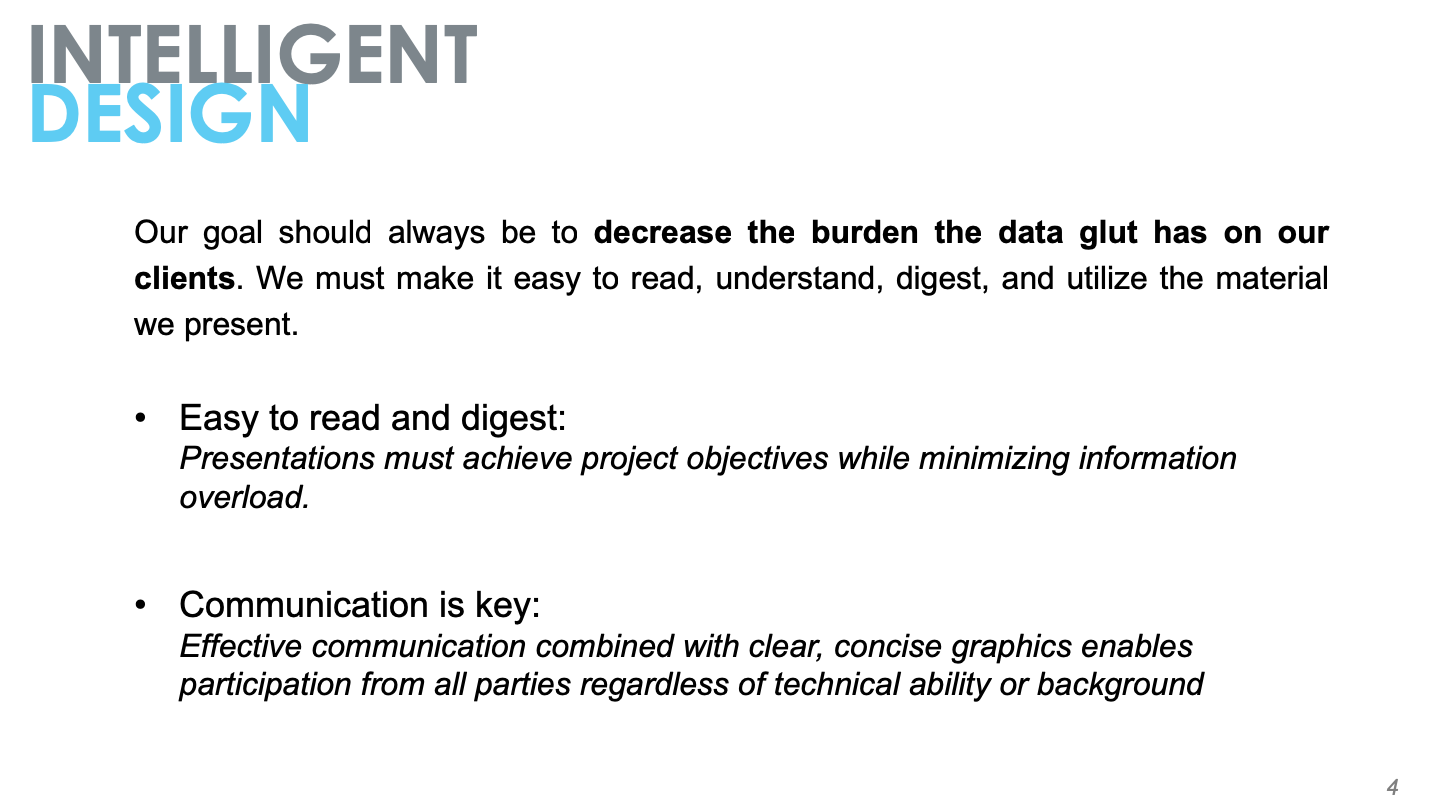 INTELLIGENT
DESIGN
Our goal should always be to decrease the burden the data glut has on our
clients. We must make it easy to read, understand, digest, and utilize the material
we present.
• Easy to read and digest:
Presentations must achieve project objectives while minimizing information
overload.
• Communication is key:
Effective communication combined with clear, concise graphics enables
participation from all parties regardless of technical ability or background
4